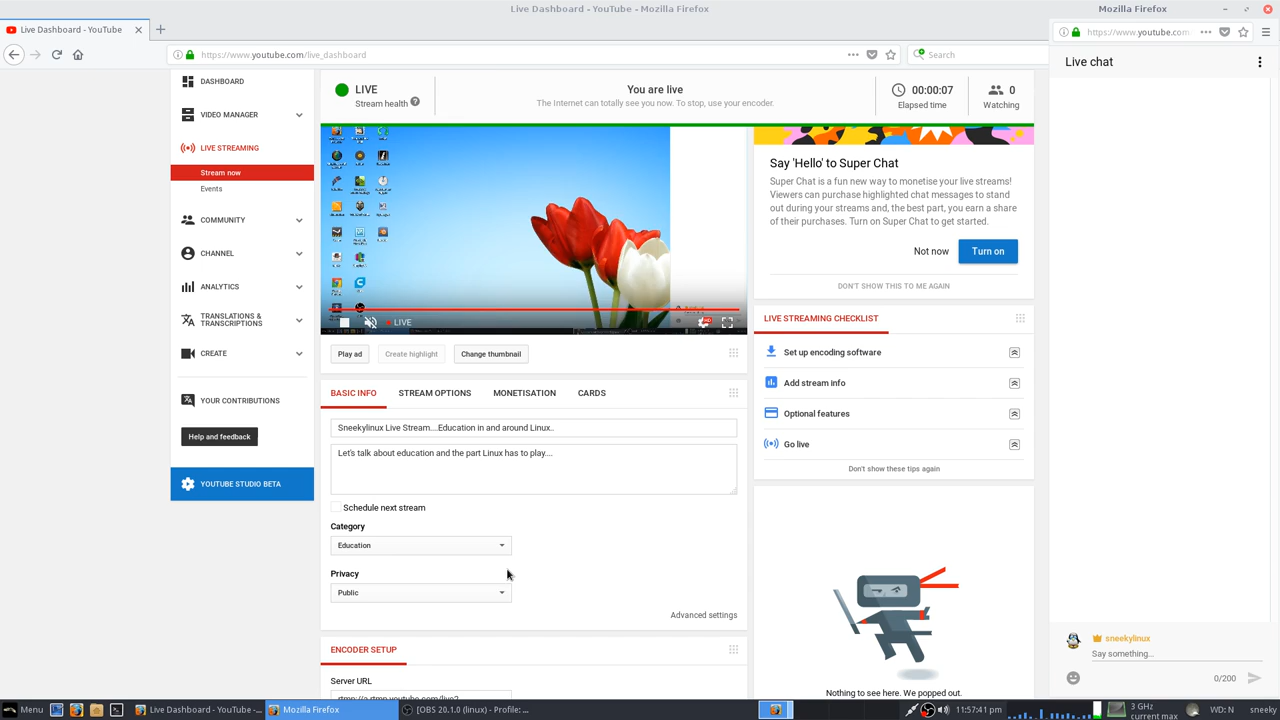 Live Dashboard - YouTube - Mozilla Firefox
Mozilla Firefox
Live Dashboard - YouTube
https://www.youtube.com/live_dashboard
Search
https://www.youtube.com
Live chat
DASHBOARD
VIDEO MANAGER
LIVE STREAMING
Stream now
Events
COMMUNITY
CHANNEL
ANALYTICS
TRANSLATIONS &
TRANSCRIPTIONS
CREATE
YOUR CONTRIBUTIONS
Help and feedback
YOUTUBE STUDIO BETA
LIVE
Stream health ?
You are live
The Internet can totally see you now. To stop, use your encoder.
00:00:07
Elapsed time
0
Watching
LIVE
Play ad
Create highlight
Change thumbnail
BASIC INFO
STREAM OPTIONS
MONETISATION
CARDS
Sneekylinux Live Stream....Education in and around Linux..
Let's talk about education and the part Linux has to play....
Schedule next stream
Category
Education
Privacy
Public
Advanced settings
ENCODER SETUP
Server URL
rtmp://a.rtmp.youtube.com/live2
Say 'Hello' to Super Chat
Super Chat is a fun new way to monetise your live streams!
Viewers can purchase highlighted chat messages to stand
out during your streams and, the best part, you earn a share
of their purchases. Turn on Super Chat to get started.
Not now
Turn on
DON'T SHOW THIS TO ME AGAIN
LIVE STREAMING CHECKLIST
Set up encoding software
Add stream info
Optional features
Go live
Don't show these tips again
Nothing to see here. We popped out.
sneekylinux
Say something...
0/200
Menu
Live Dashboard - YouTube -...
Mozilla Firefox
[OBS 20.1.0 (linux) - Profile: ...
11:57:41 pm
3 GHz
current max
WD: N
sneeky